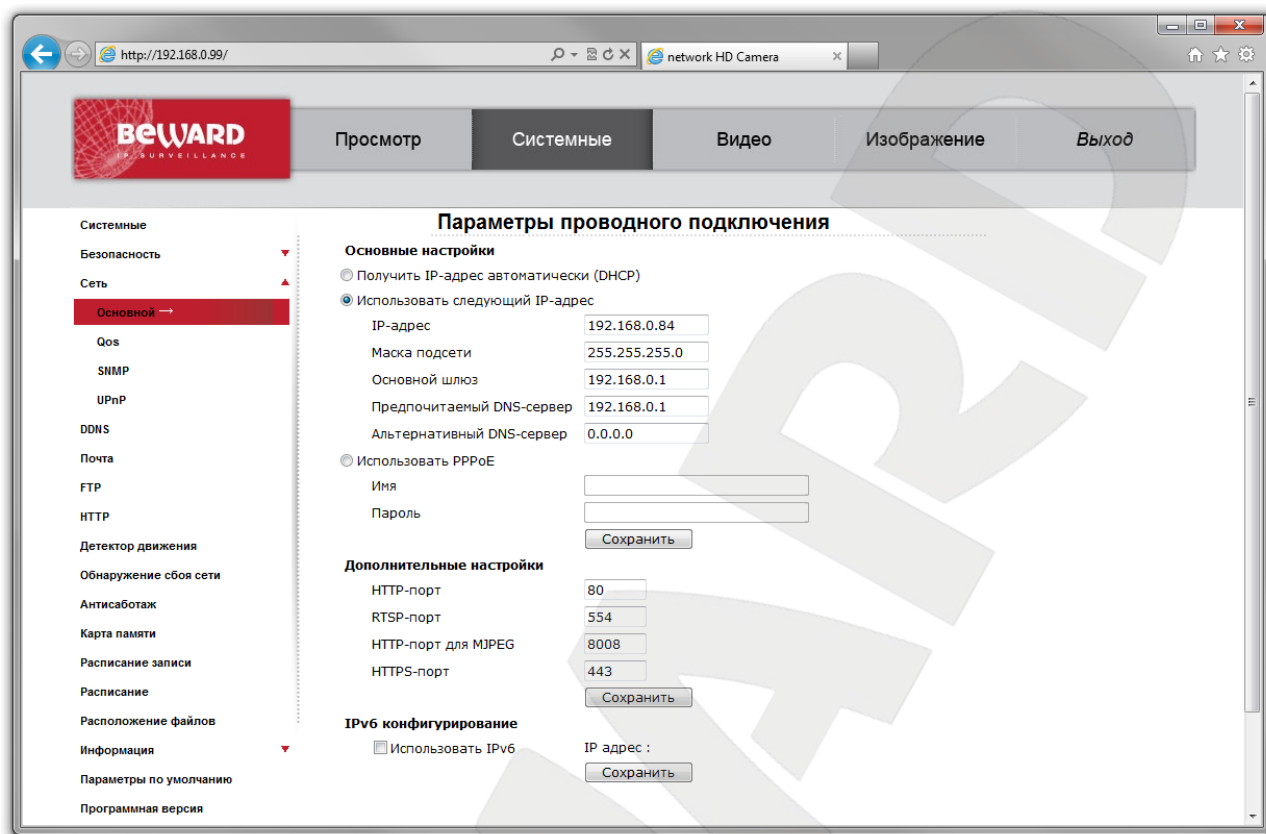 http://192.168.0.99/
network HD Camera
BEWARD
IP SURVEILLANCE
Просмотр
Системные
Видео
Изображение
Выход
Системные
Безопасность
Сеть
Основной →
Qos
SNMP
UPnP
DDNS
Почта
FTP
HTTP
Детектор движения
Обнаружение сбоя сети
Антисаботаж
Карта памяти
Расписание записи
Расписание
Расположение файлов
Информация
Параметры по умолчанию
Программная версия
Параметры проводного подключения
Основные настройки
Получить IP-адрес автоматически (DHCP)
Использовать следующий IP-адрес
IP-адрес 192.168.0.84
Маска подсети 255.255.255.0
Основной шлюз 192.168.0.1
Предпочитаемый DNS-сервер 192.168.0.1
Альтернативный DNS-сервер 0.0.0.0
Использовать PPPoE
Имя
Пароль
Сохранить
Дополнительные настройки
HTTP-порт 80
RTSP-порт 554
HTTP-порт для MJPEG 8008
HTTPS-порт 443
Сохранить
IPv6 конфигурирование
Использовать IPv6 IP адрес :
Сохранить